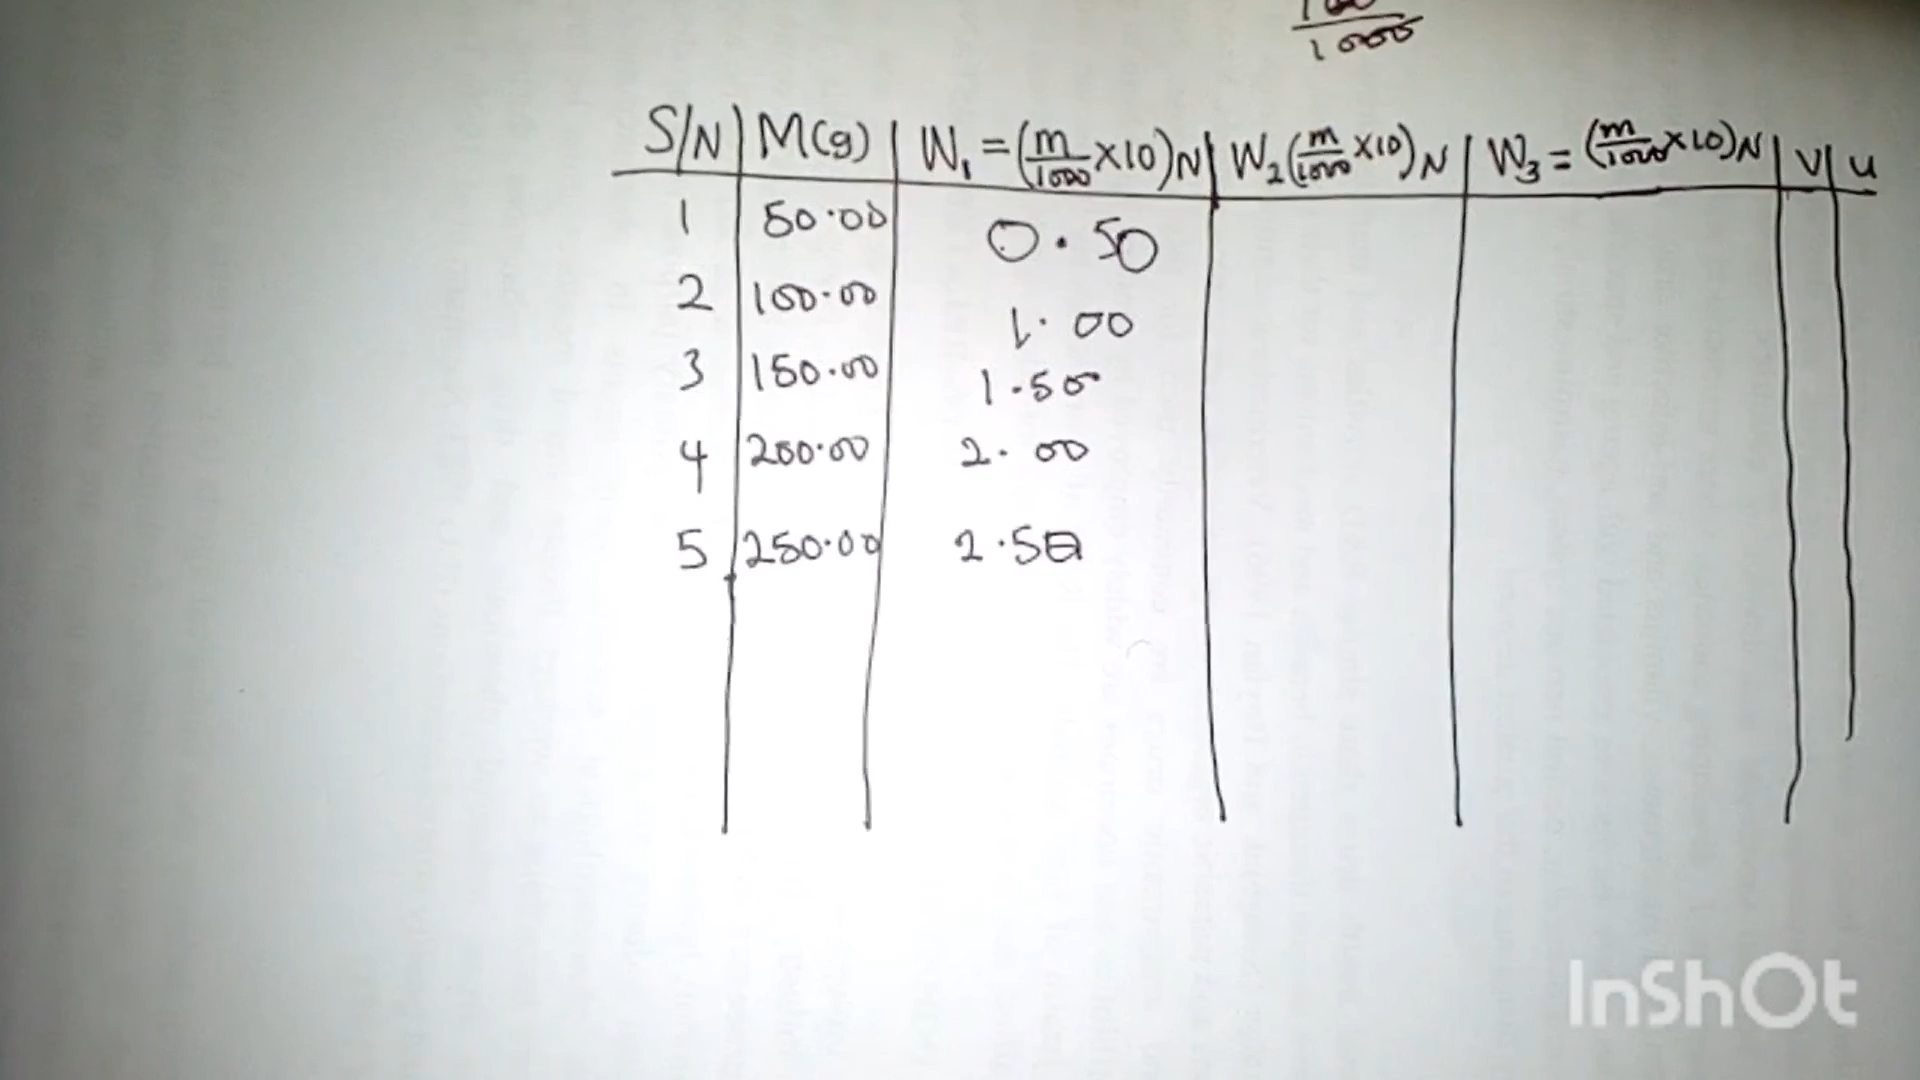 100
1000
S/N M(g) W₁ = (m/1000 ×10)N W₂(m/1000 ×10)N W₃ = (m/1000 ×10)N V U
1 50.00 0.50
2 100.00 1.00
3 150.00 1.50
4 200.00 2.00
5 250.00 2.50
InShOt